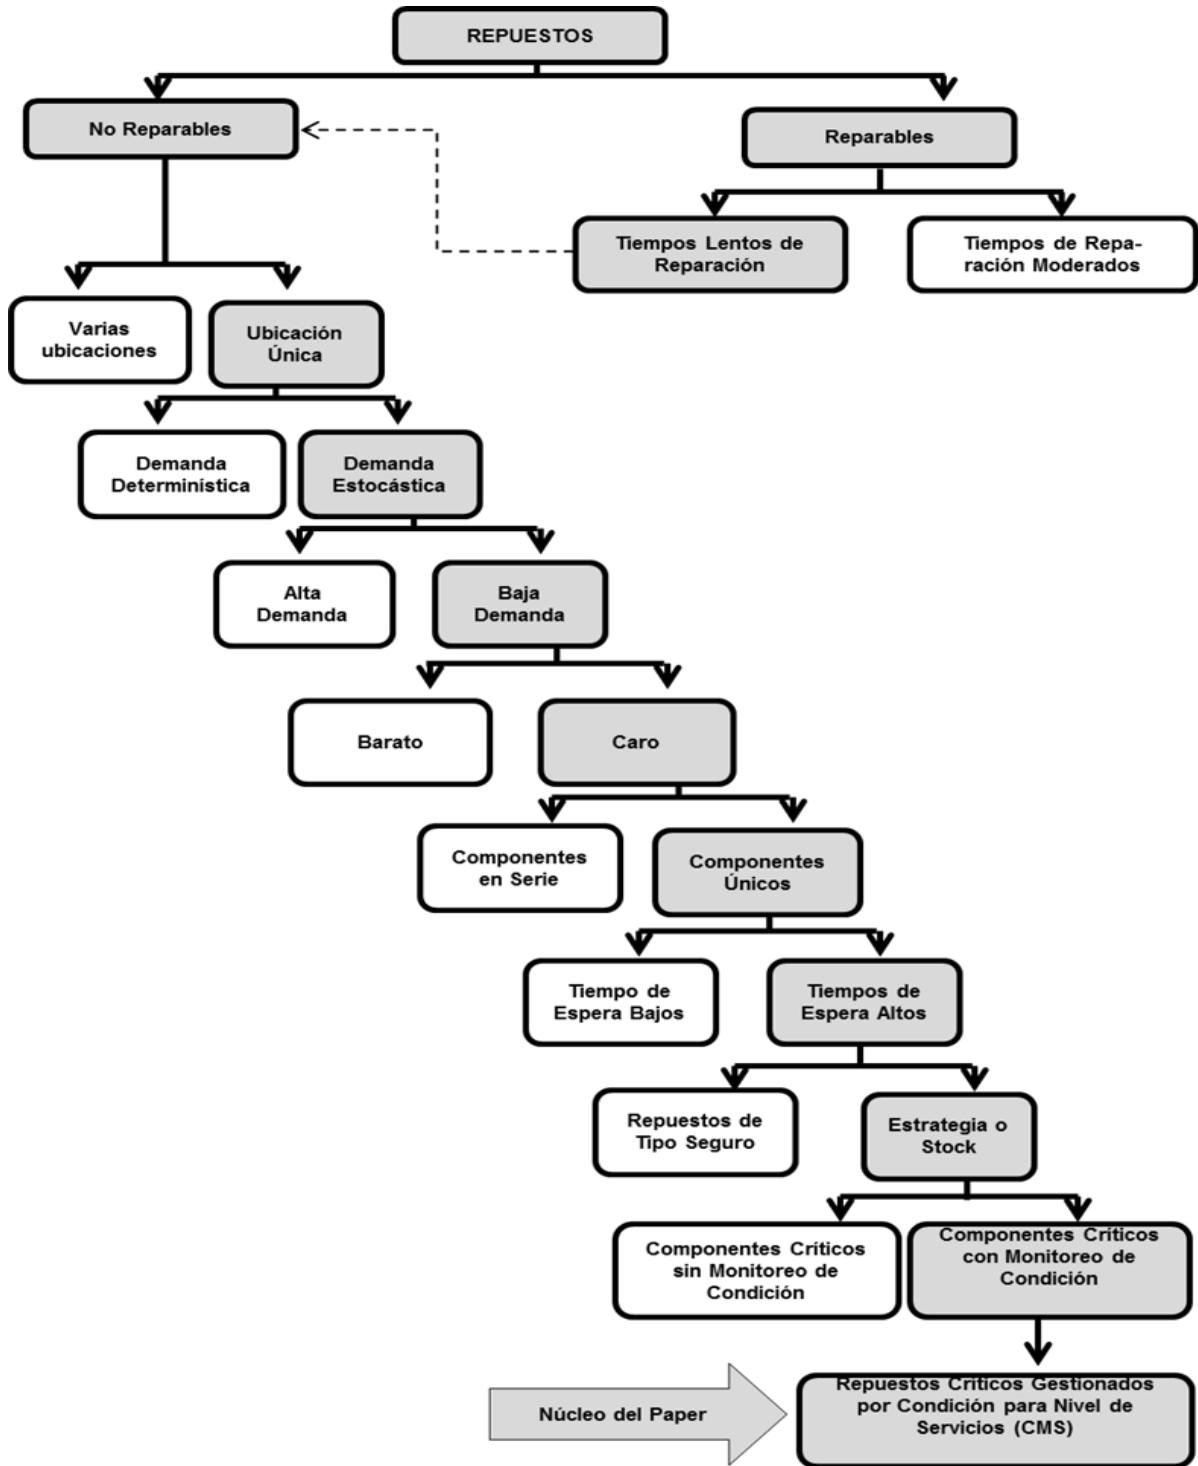 REPUESTOS
No Reparables
Reparables
Tiempos Lentos de
Reparación
Tiempos de Repa-
ración Moderados
Varias
ubicaciones
Ubicación
Única
Demanda
Determinística
Demanda
Estocástica
Alta
Demanda
Baja
Demanda
Barato
Caro
Componentes
en Serie
Componentes
Únicos
Tiempo de
Espera Bajos
Tiempos de
Espera Altos
Repuestos de
Tipo Seguro
Estrategia o
Stock
Componentes Críticos
sin Monitoreo de
Condición
Componentes Críticos
con Monitoreo de
Condición
Núcleo del Paper
Repuestos Críticos Gestionados
por Condición para Nivel de
Servicios (CMS)